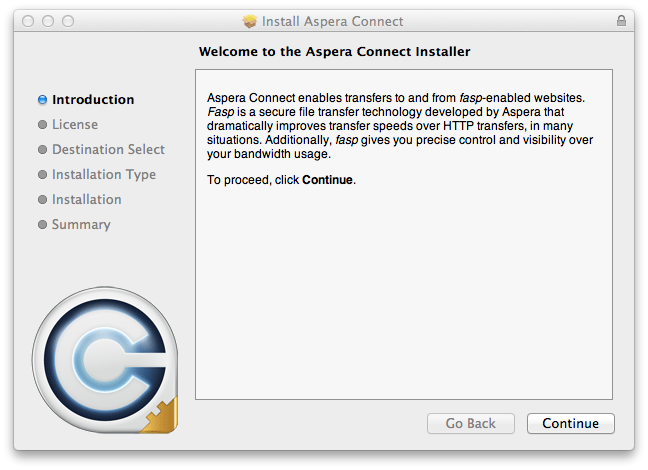 Install Aspera Connect
Welcome to the Aspera Connect Installer
Introduction
License
Destination Select
Installation Type
Installation
Summary
Aspera Connect enables transfers to and from fasp-enabled websites.
Fasp is a secure file transfer technology developed by Aspera that
dramatically improves transfer speeds over HTTP transfers, in many
situations. Additionally, fasp gives you precise control and visibility over
your bandwidth usage.
To proceed, click Continue.
Go Back
Continue